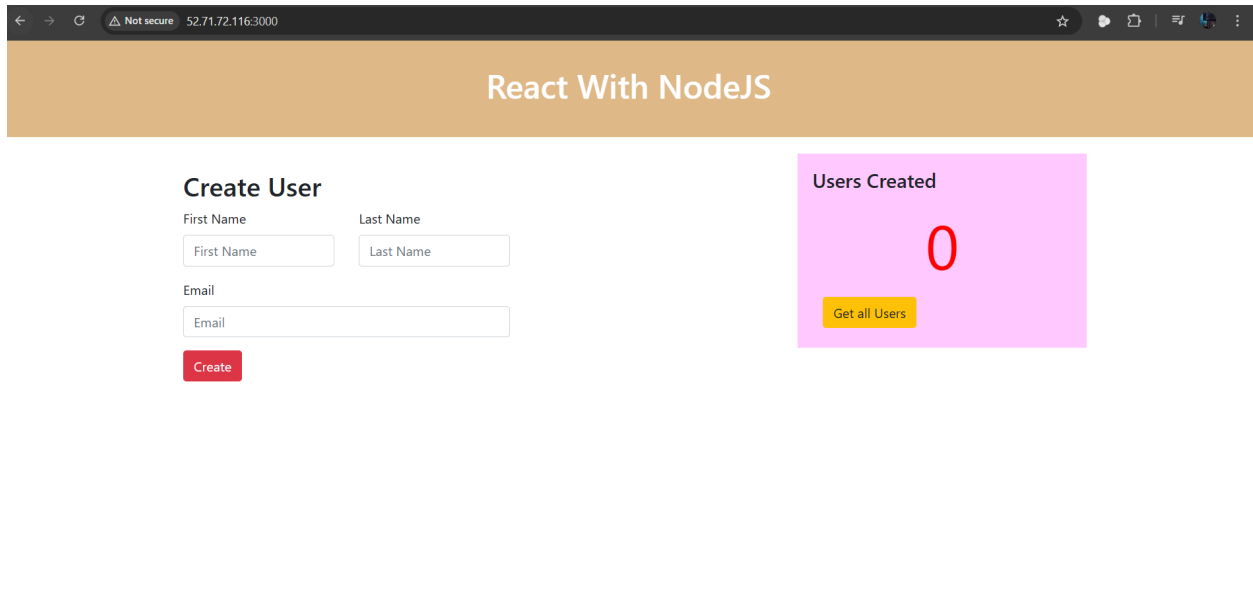 Not secure 52.71.72.116:3000
React With NodeJS
Create User
First Name Last Name
First Name Last Name
Email
Email
Create
Users Created
0
Get all Users